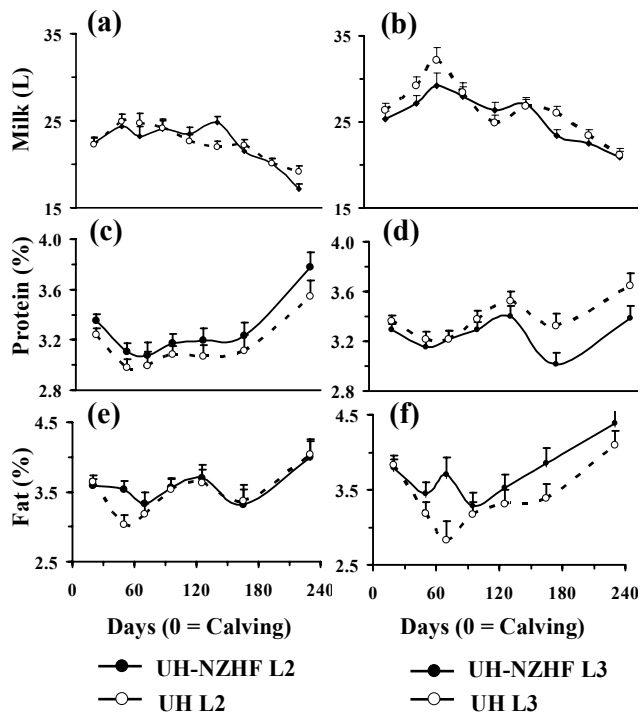 (a)
(b)
Milk (L)
35
25
15
35
25
15
(c)
(d)
Protein (%)
4.0
3.6
3.2
2.8
4.0
3.6
3.2
2.8
(e)
(f)
Fat (%)
4.5
3.5
2.5
4.5
3.5
2.5
0 60 120 180 240
0 60 120 180 240
Days (0 = Calving)
Days (0 = Calving)
UH-NZHF L2
UH L2
UH-NZHF L3
UH L3